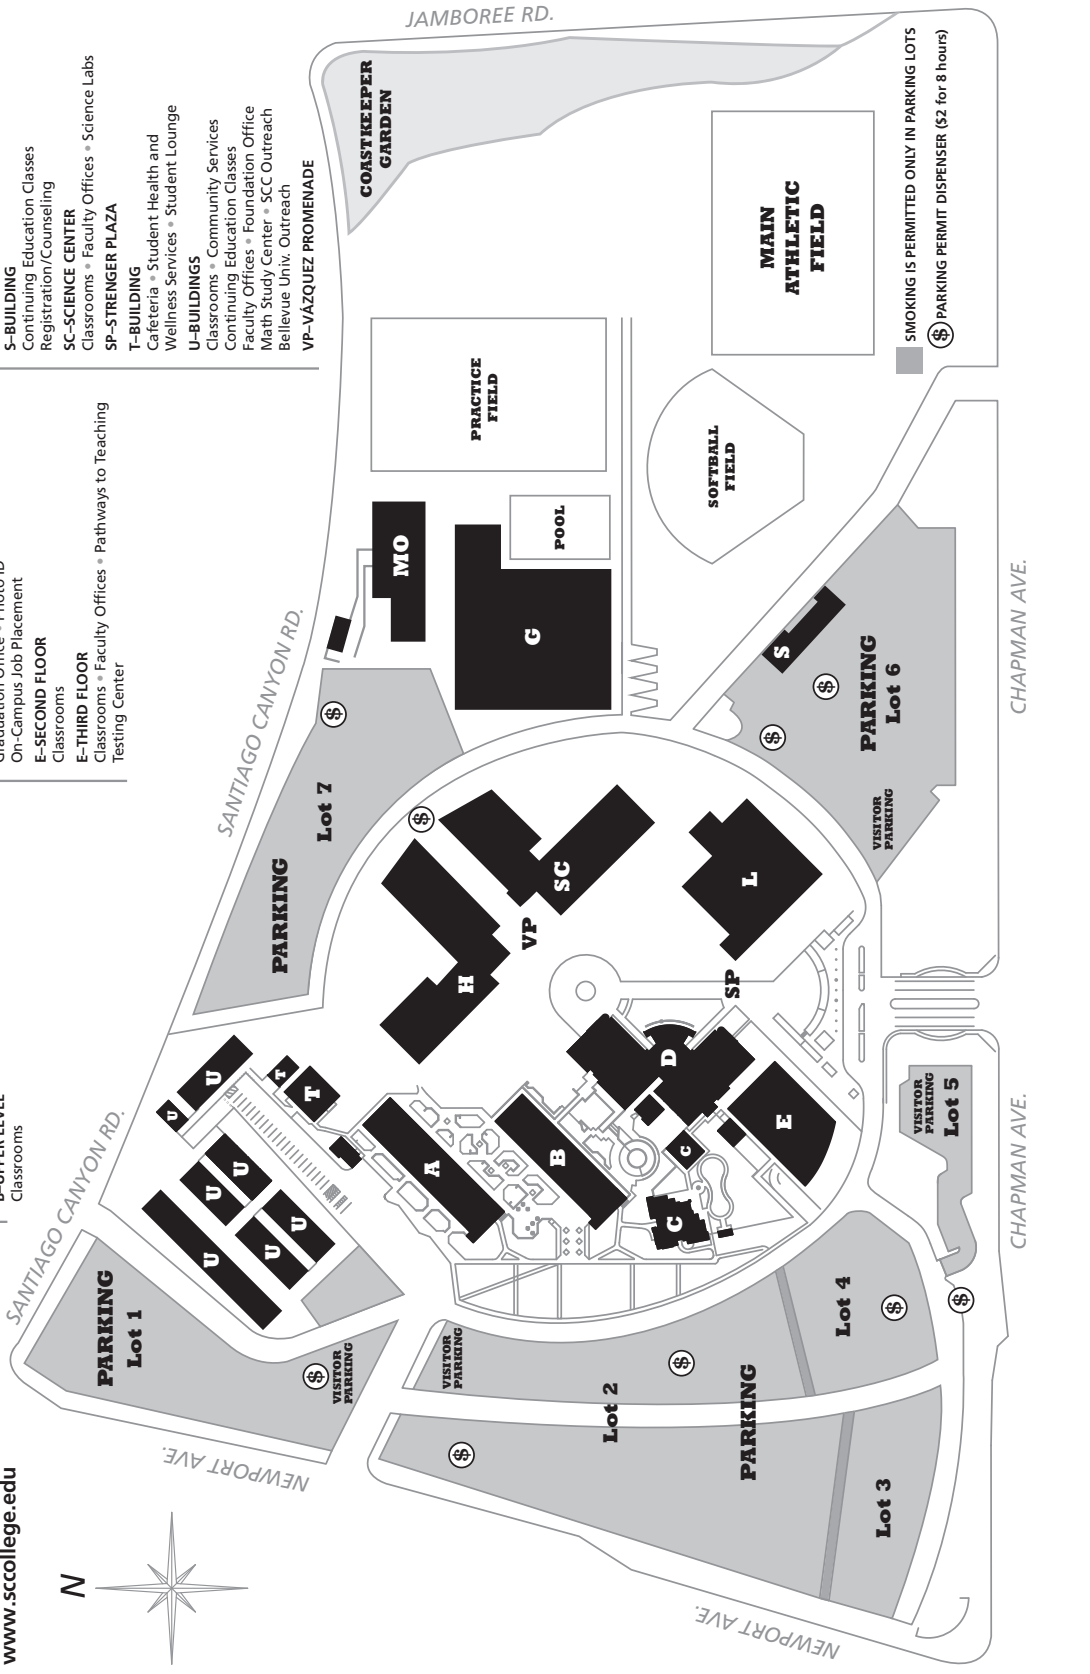 www.sccollege.edu
N
Classrooms
On-Campus Job Placement
E–SECOND FLOOR
Classrooms
E–THIRD FLOOR
Classrooms • Faculty Offices • Pathways to Teaching
Testing Center
S–BUILDING
Continuing Education Classes
Registration/Counseling
SC–SCIENCE CENTER
Classrooms • Faculty Offices • Science Labs
SP–STRENGER PLAZA
T–BUILDING
Cafeteria • Student Health and
Wellness Services • Student Lounge
U–BUILDINGS
Classrooms • Community Services
Continuing Education Classes
Faculty Offices • Foundation Office
Math Study Center • SCC Outreach
Bellevue Univ. Outreach
VP–VÁZQUEZ PROMENADE
SANTIAGO CANYON RD.
SANTIAGO CANYON RD.
JAMBOREE RD.
NEWPORT AVE.
NEWPORT AVE.
CHAPMAN AVE.
CHAPMAN AVE.
COASTKEEPER
GARDEN
PRACTICE
FIELD
MAIN
ATHLETIC
FIELD
SOFTBALL
FIELD
POOL
MO
G
S
PARKING
Lot 7
$
$
PARKING
Lot 1
$
VISITOR
PARKING
U
U
U
U
U
U
U
T
T
H
VP
SC
L
SP
A
B
D
E
C
C
VISITOR
PARKING
Lot 2
PARKING
$
$
Lot 3
Lot 4
$
$
VISITOR
PARKING
Lot 5
PARKING
Lot 6
$
$
VISITOR
PARKING
SMOKING IS PERMITTED ONLY IN PARKING LOTS
$ PARKING PERMIT DISPENSER ($2 for 8 hours)